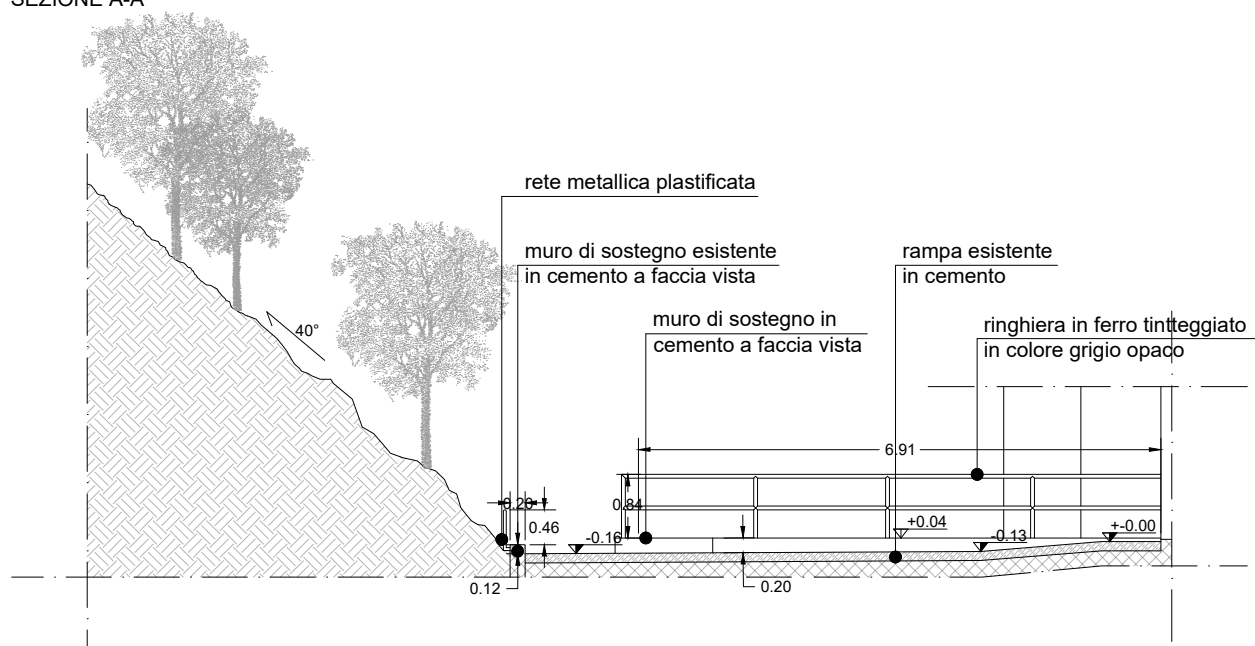 SEZIONE A-A
rete metallica plastificata
muro di sostegno esistente
in cemento a faccia vista
rampa esistente
in cemento
muro di sostegno in
cemento a faccia vista
ringhiera in ferro tintteggiato
in colore grigio opaco
40°
6.91
0.20
0.84
0.46
-0.16
+0.04
-0.13
+-0.00
0.12
0.20